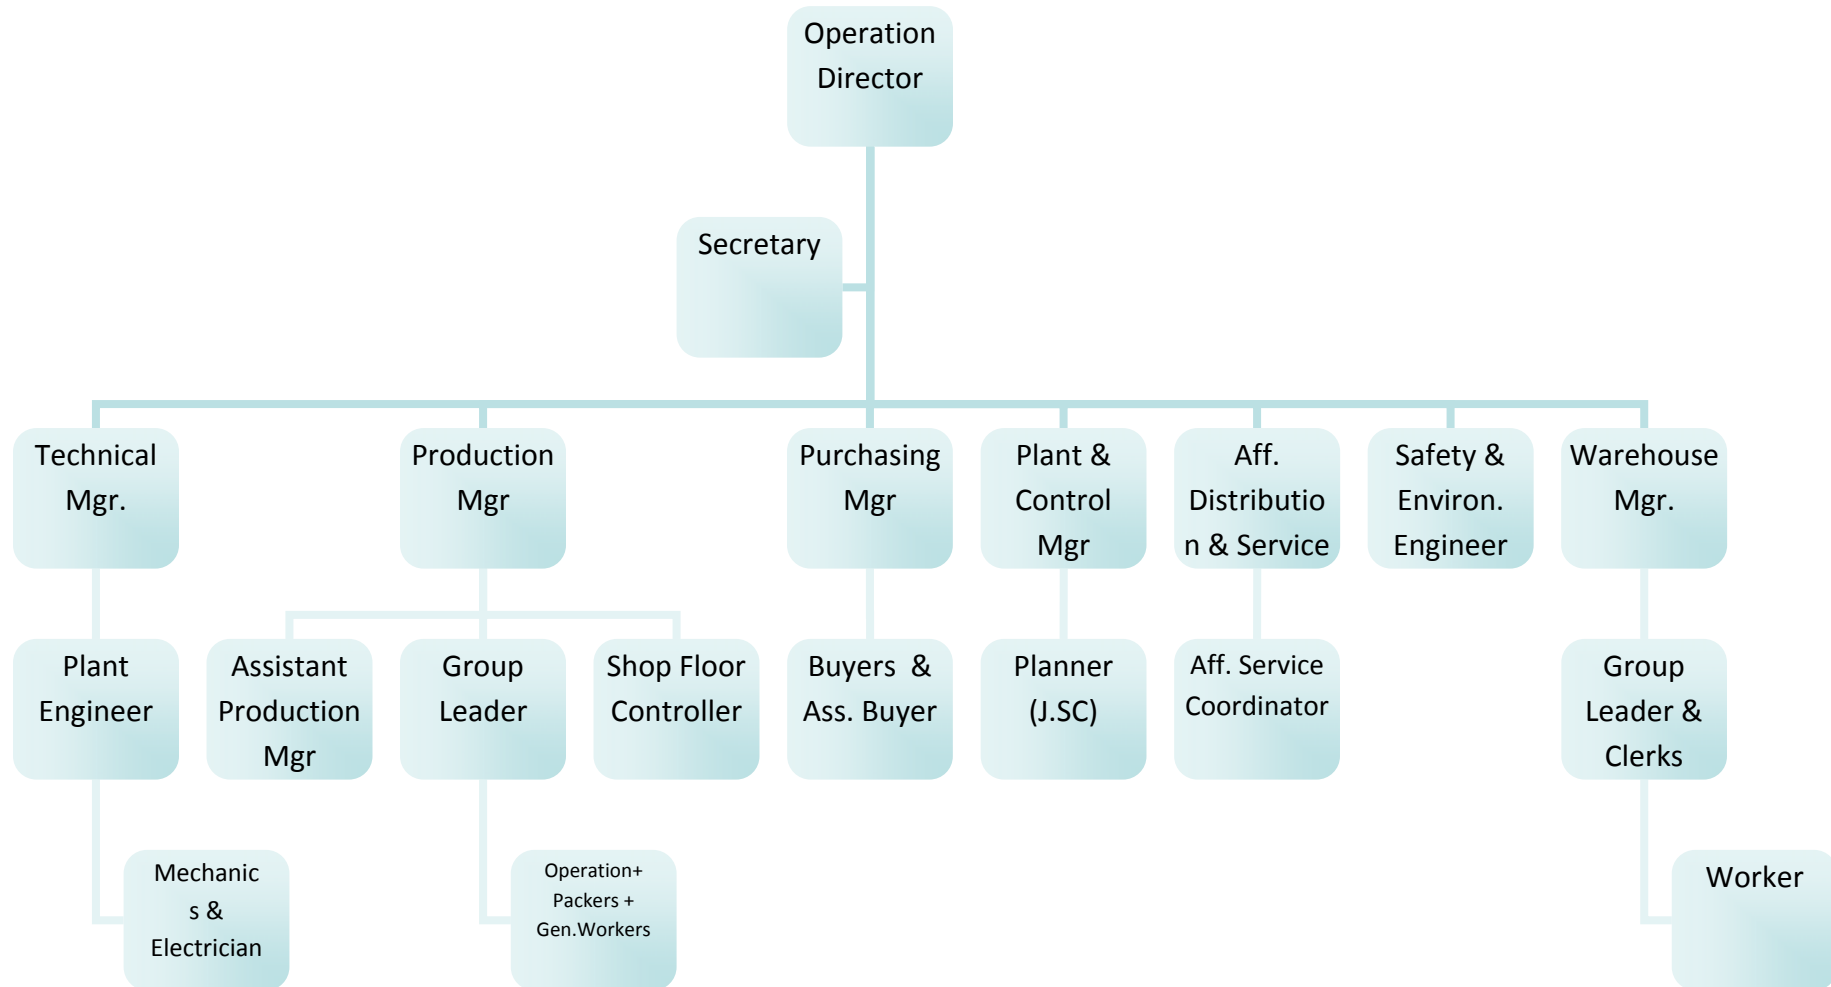 Operation
Director
Secretary
Technical
Mgr.
Production
Mgr
Purchasing
Mgr
Plant &
Control
Mgr
Aff.
Distributio
n & Service
Safety &
Environ.
Engineer
Warehouse
Mgr.
Plant
Engineer
Assistant
Production
Mgr
Group
Leader
Shop Floor
Controller
Buyers &
Ass. Buyer
Planner
(J.SC)
Aff. Service
Coordinator
Group
Leader &
Clerks
Mechanic
s &
Electrician
Operation+
Packers +
Gen.Workers
Worker